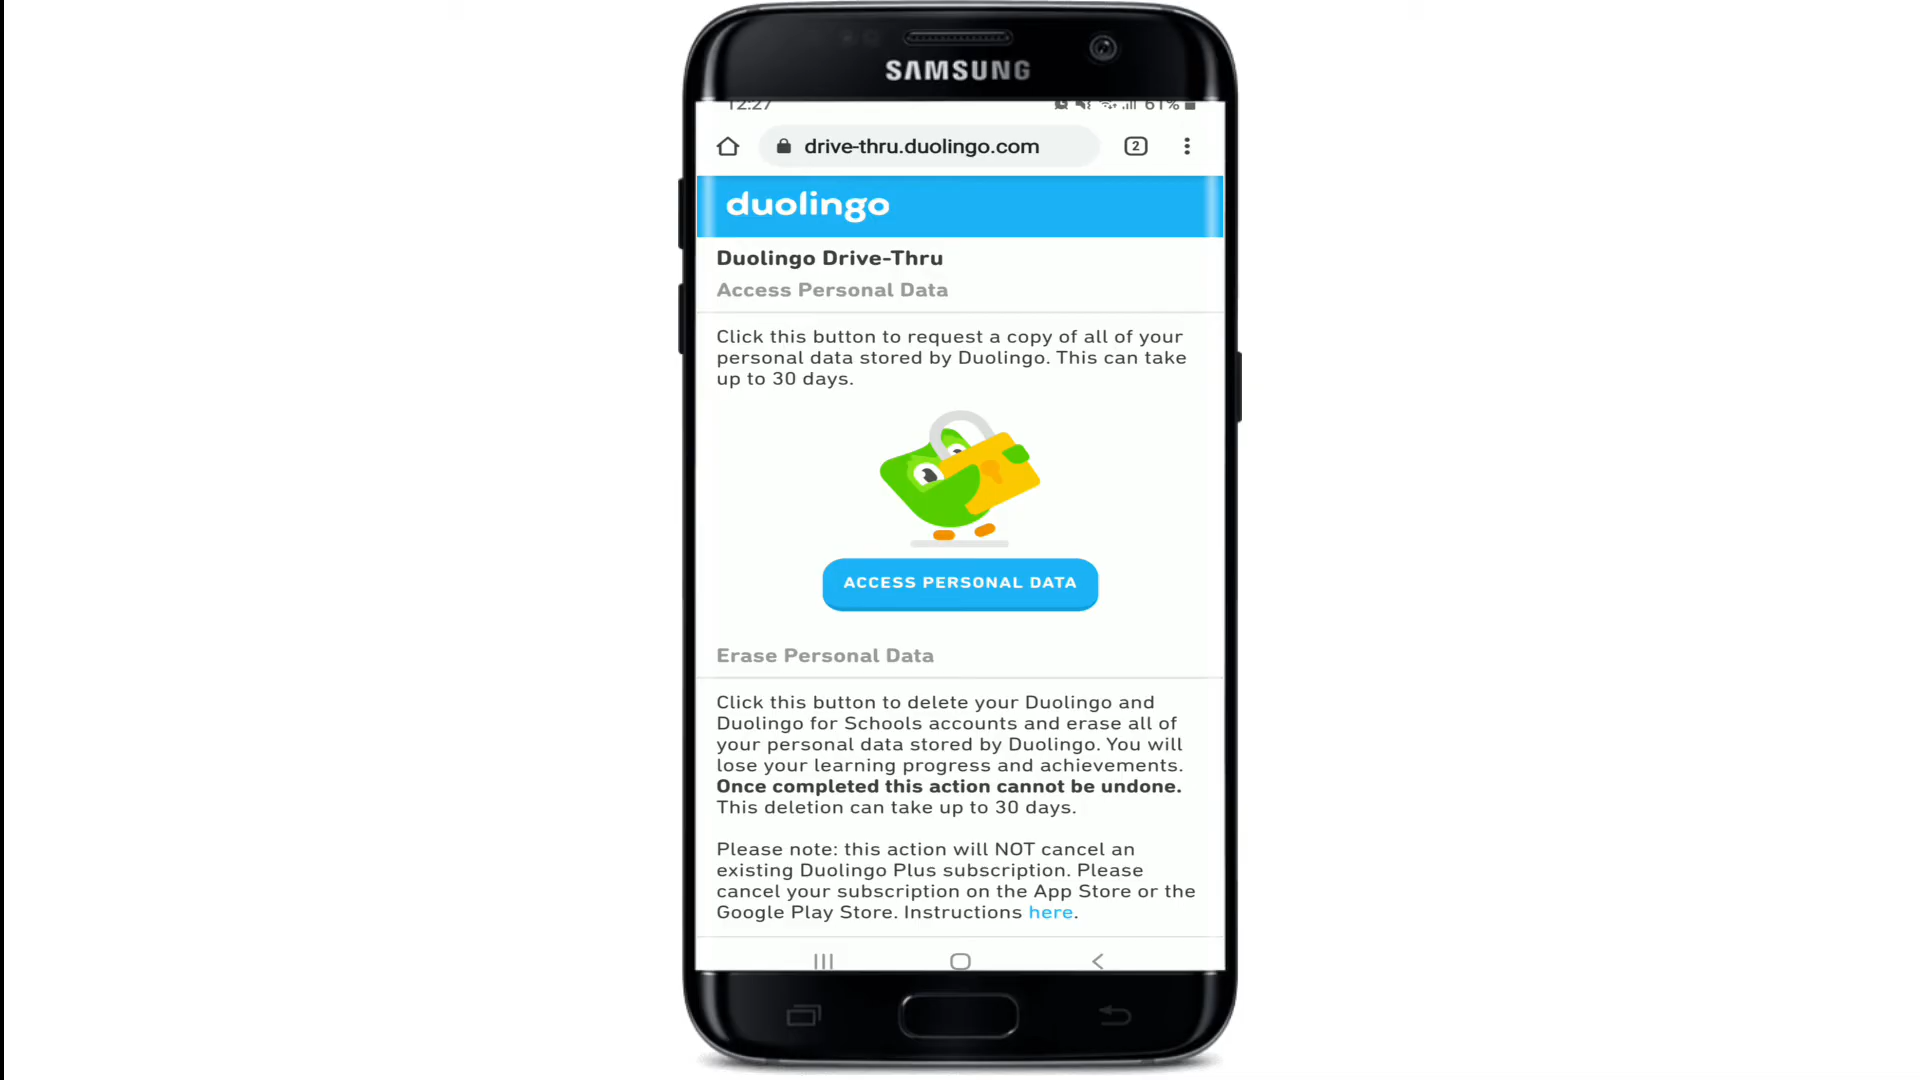 SAMSUNG
12:27 61%
drive-thru.duolingo.com 2
duolingo
Duolingo Drive-Thru
Access Personal Data
Click this button to request a copy of all of your
personal data stored by Duolingo. This can take
up to 30 days.
ACCESS PERSONAL DATA
Erase Personal Data
Click this button to delete your Duolingo and
Duolingo for Schools accounts and erase all of
your personal data stored by Duolingo. You will
lose your learning progress and achievements.
Once completed this action cannot be undone.
This deletion can take up to 30 days.
Please note: this action will NOT cancel an
existing Duolingo Plus subscription. Please
cancel your subscription on the App Store or the
Google Play Store. Instructions here.